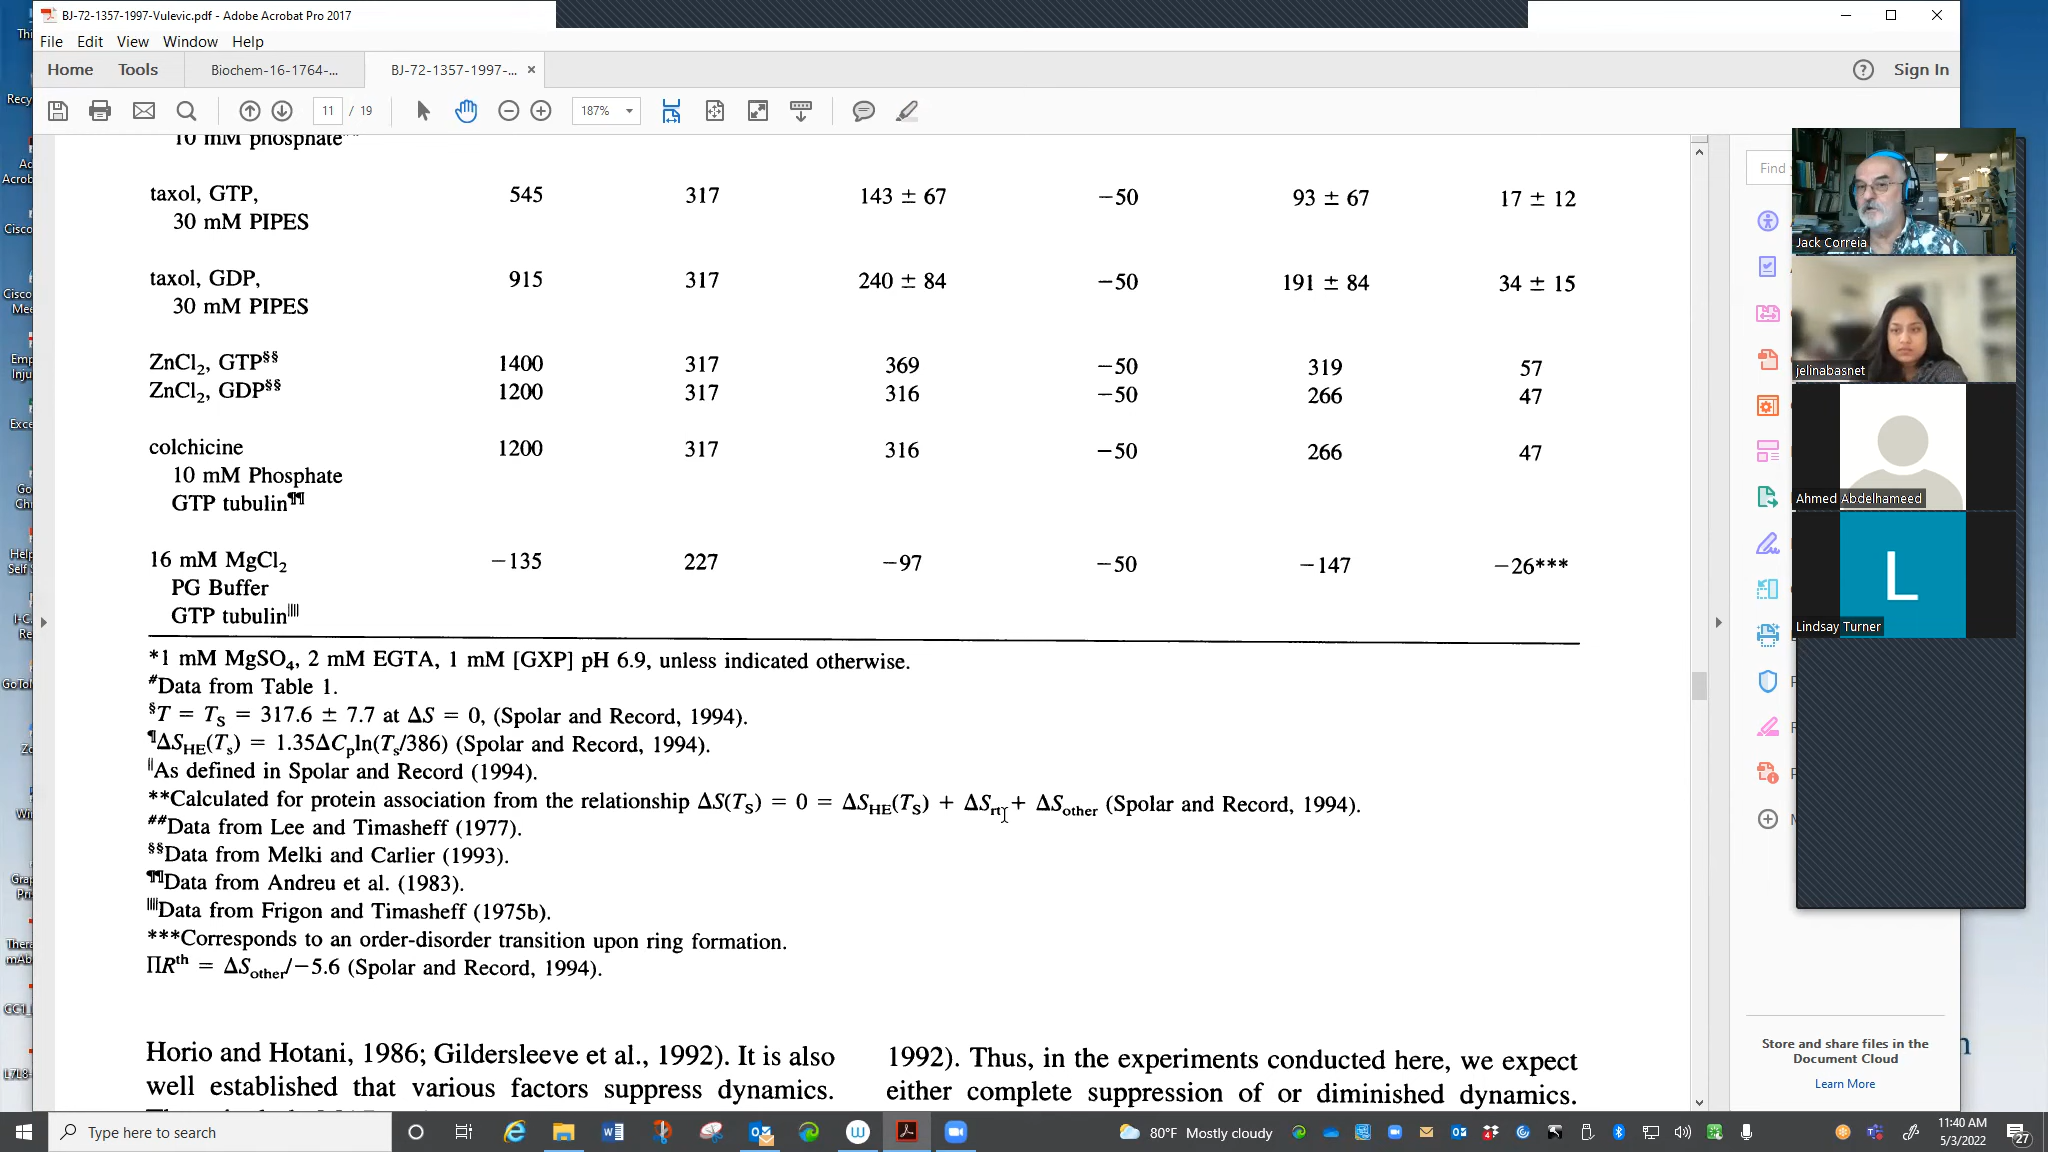 BJ-72-1357-1997-Vulevic.pdf - Adobe Acrobat Pro 2017
File Edit View Window Help
Home Tools Biochem-16-1764-... BJ-72-1357-1997-... × Sign In
11 / 19 187%
10 mM phosphate
taxol, GTP, 545 317 143 ± 67 −50 93 ± 67 17 ± 12
30 mM PIPES
taxol, GDP, 915 317 240 ± 84 −50 191 ± 84 34 ± 15
30 mM PIPES
ZnCl₂, GTP§§ 1400 317 369 −50 319 57
ZnCl₂, GDP§§ 1200 317 316 −50 266 47
colchicine 1200 317 316 −50 266 47
10 mM Phosphate
GTP tubulin¶¶
16 mM MgCl₂ −135 227 −97 −50 −147 −26***
PG Buffer
GTP tubulin‖‖
*1 mM MgSO₄, 2 mM EGTA, 1 mM [GXP] pH 6.9, unless indicated otherwise.
#Data from Table 1.
§T = TS = 317.6 ± 7.7 at ΔS = 0, (Spolar and Record, 1994).
¶ΔSHE(Ts) = 1.35ΔCpln(Ts/386) (Spolar and Record, 1994).
‖As defined in Spolar and Record (1994).
**Calculated for protein association from the relationship ΔS(TS) = 0 = ΔSHE(TS) + ΔSrt + ΔSother (Spolar and Record, 1994).
##Data from Lee and Timasheff (1977).
§§Data from Melki and Carlier (1993).
¶¶Data from Andreu et al. (1983).
‖‖Data from Frigon and Timasheff (1975b).
***Corresponds to an order-disorder transition upon ring formation.
ΠRth = ΔSother/−5.6 (Spolar and Record, 1994).
Horio and Hotani, 1986; Gildersleeve et al., 1992). It is also
well established that various factors suppress dynamics.
1992). Thus, in the experiments conducted here, we expect
either complete suppression of or diminished dynamics.
Find
Jack Correia
jelinabasnet
Ahmed Abdelhameed
L
Lindsay Turner
Store and share files in the
Document Cloud
Learn More
Type here to search
80°F Mostly cloudy
11:40 AM
5/3/2022
27